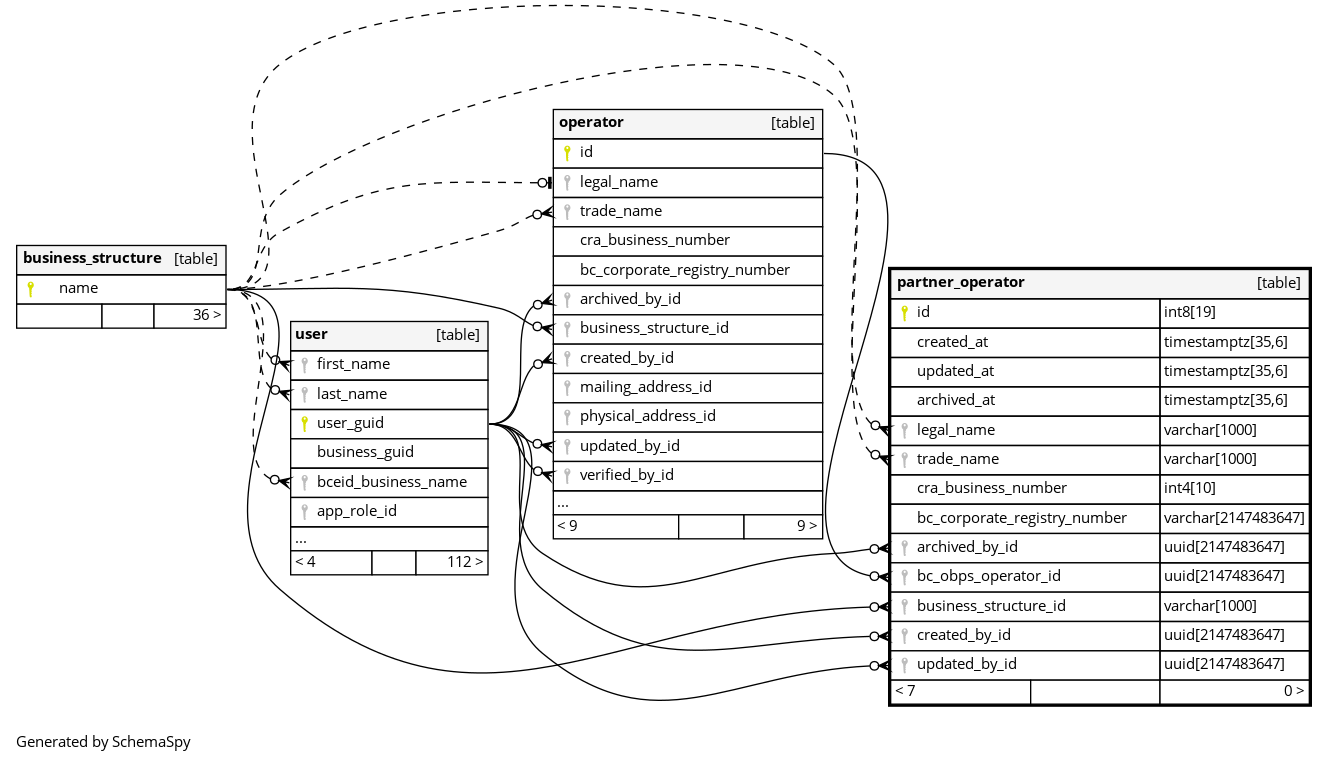 business_structure [table]
name
36 >
user [table]
first_name
last_name
user_guid
business_guid
bceid_business_name
app_role_id
...
< 4 112 >
operator [table]
id
legal_name
trade_name
cra_business_number
bc_corporate_registry_number
archived_by_id
business_structure_id
created_by_id
mailing_address_id
physical_address_id
updated_by_id
verified_by_id
...
< 9 9 >
partner_operator [table]
id int8[19]
created_at timestamptz[35,6]
updated_at timestamptz[35,6]
archived_at timestamptz[35,6]
legal_name varchar[1000]
trade_name varchar[1000]
cra_business_number int4[10]
bc_corporate_registry_number varchar[2147483647]
archived_by_id uuid[2147483647]
bc_obps_operator_id uuid[2147483647]
business_structure_id varchar[1000]
created_by_id uuid[2147483647]
updated_by_id uuid[2147483647]
< 7 0 >
Generated by SchemaSpy